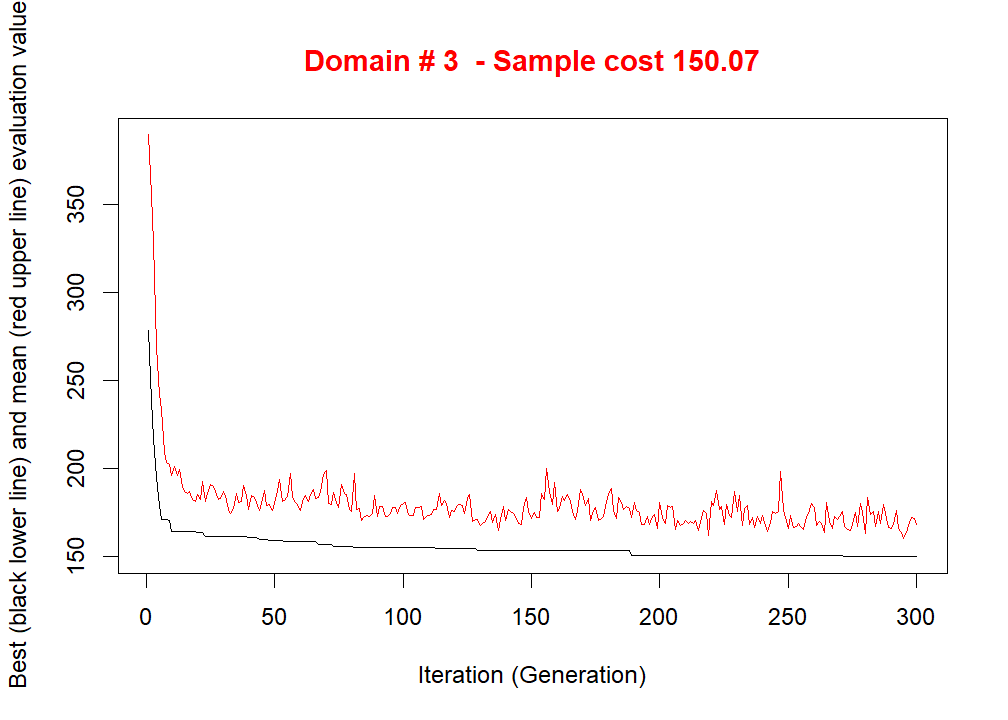 Domain # 3  - Sample cost 150.07
Best (black lower line) and mean (red upper line) evaluation value
350
300
250
200
150
0 50 100 150 200 250 300
Iteration (Generation)